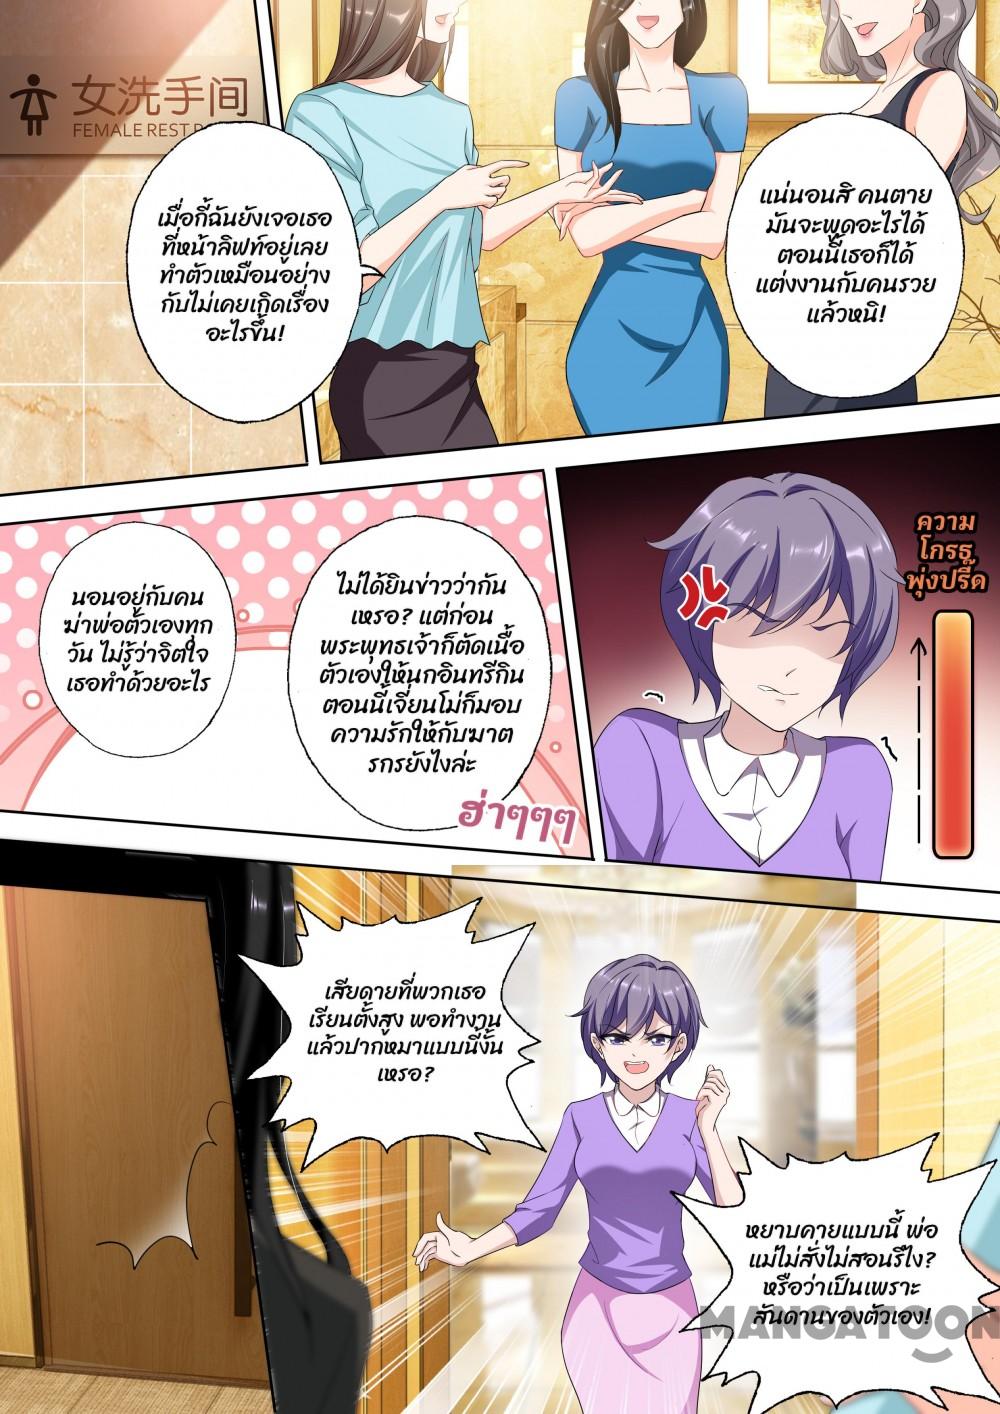 女洗手间
FEMALE REST
เมื่อกี้ฉันยังเจอเธอ
ที่หน้าลิฟท์อยู่เลย
ทำตัวเหมือนอย่าง
กับไม่เคยเกิดเรื่อง
อะไรขึ้น!
แน่นอนสิ คนตาย
มันจะพูดอะไรได้
ตอนนี้เธอก็ได้
แต่งงานกับคนรวย
แล้วหนิ!
นอนอยู่กับคน
ฆ่าพ่อตัวเองทุก
วัน ไม่รู้ว่าจิตใจ
เธอทำด้วยอะไร
ไม่ได้ยินข่าวว่ากัน
เหรอ? แต่ก่อน
พระพุทธเจ้าก็ตัดเนื้อ
ตัวเองให้นกอินทรีกิน
ตอนนี้เจี่ยนโม่ก็มอบ
ความรักให้กับฆาต
รกรยังไงล่ะ
ฮ่าๆๆๆ
ความ
โกรธ
พุ่งปรี๊ด
เสียดายที่พวกเธอ
เรียนตั้งสูง พอทำงาน
แล้วปากหมาแบบนี้งั้น
เหรอ?
หยาบคายแบบนี้ พ่อ
แม่ไม่สั่งไม่สอนรึไง?
หรือว่าเป็นเพราะ
สันดานของตัวเอง!
MANGATOON